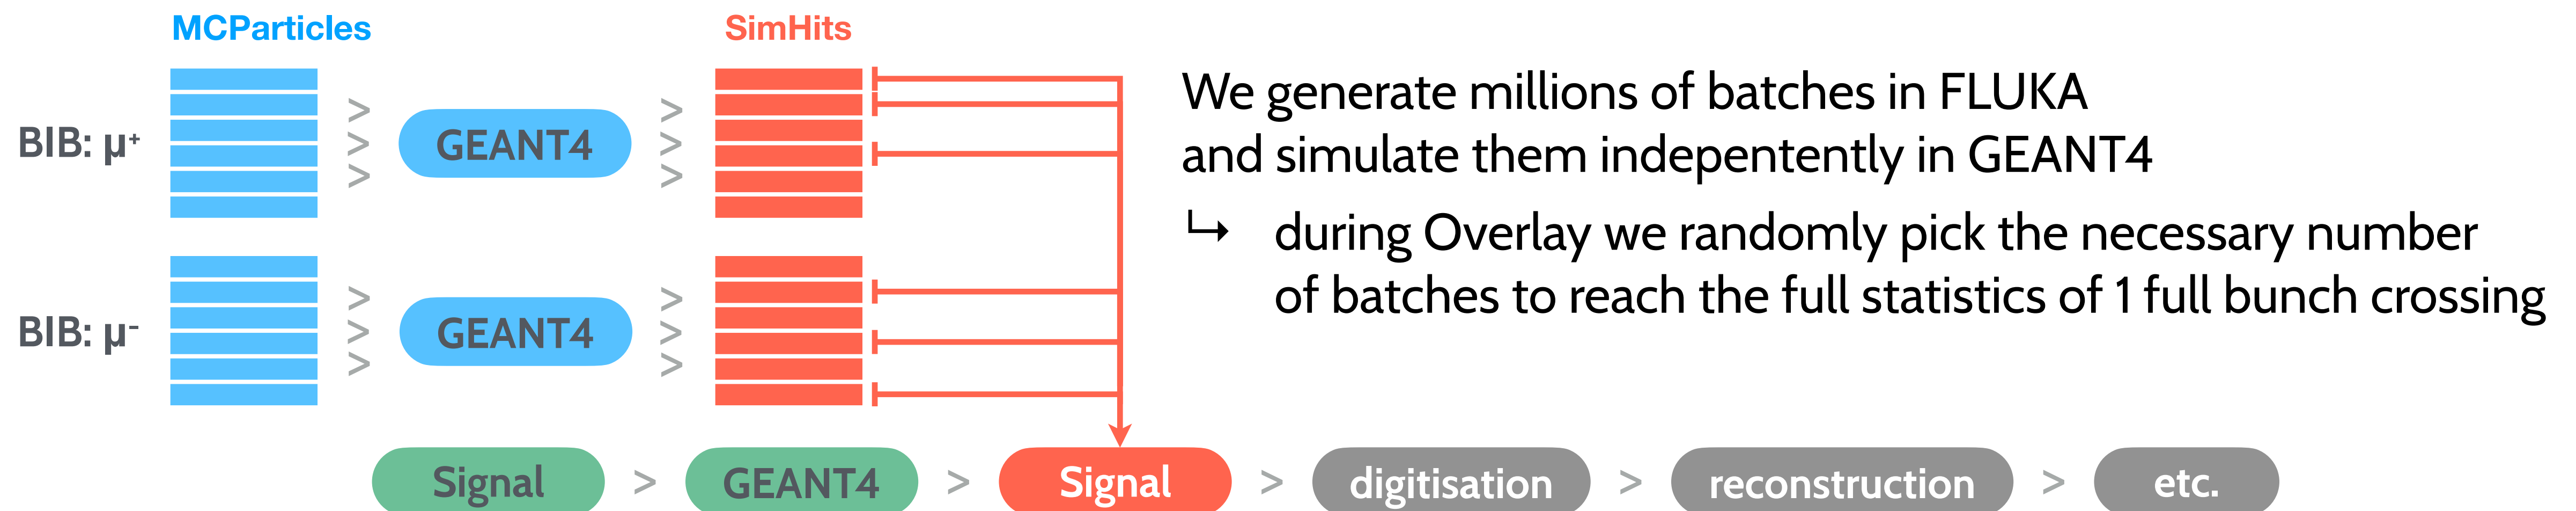 MCParticles
SimHits
BIB: μ⁺
>
>
>
GEANT4
>
>
>
We generate millions of batches in FLUKA
and simulate them indepentently in GEANT4
↳ during Overlay we randomly pick the necessary number
of batches to reach the full statistics of 1 full bunch crossing
BIB: μ⁻
>
>
>
GEANT4
>
>
>
Signal > GEANT4 > Signal > digitisation > reconstruction > etc.